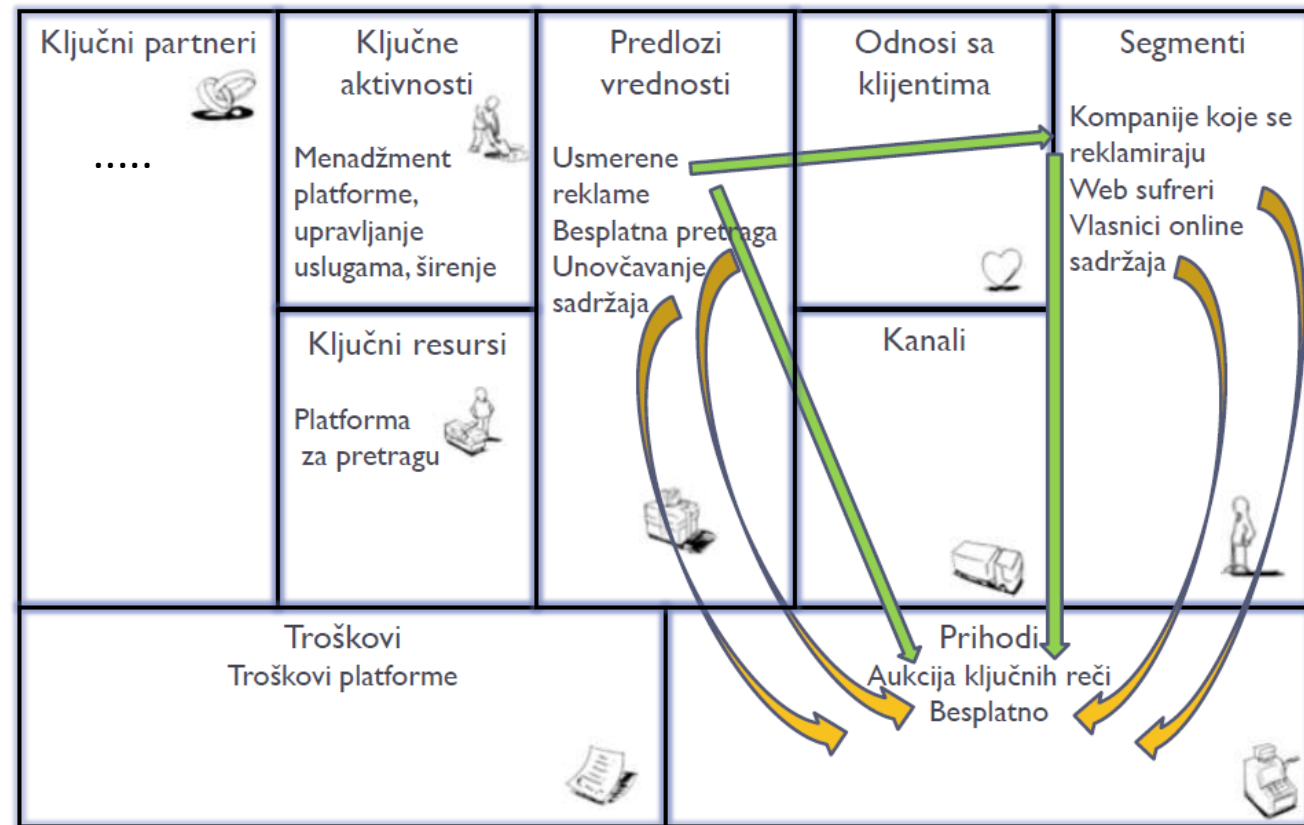 Ključni partneri
.....
Ključne
aktivnosti
Menadžment
platforme,
upravljanje
uslugama, širenje
Ključni resursi
Platforma
za pretragu
Predlozi
vrednosti
Usmerene
reklame
Besplatna pretraga
Unovčavanje
sadržaja
Odnosi sa
klijentima
Kanali
Segmenti
Kompanije koje se
reklamiraju
Web sufreri
Vlasnici online
sadržaja
Troškovi
Troškovi platforme
Prihodi
Aukcija ključnih reči
Besplatno